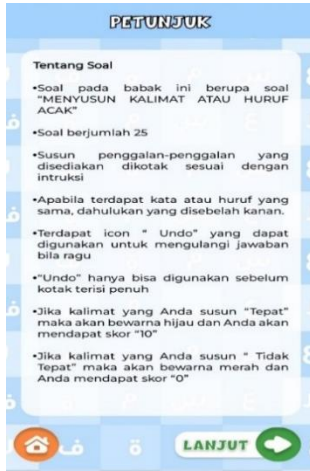 PETUNJUK
Tentang Soal
•Soal pada babak ini berupa soal
"MENYUSUN KALIMAT ATAU HURUF
ACAK"
•Soal berjumlah 25
•Susun penggalan-penggalan yang
disediakan dikotak sesuai dengan
intruksi
•Apabila terdapat kata atau huruf yang
sama, dahulukan yang disebelah kanan.
•Terdapat icon " Undo" yang dapat
digunakan untuk mengulangi jawaban
bila ragu
•"Undo" hanya bisa digunakan sebelum
kotak terisi penuh
•Jika kalimat yang Anda susun "Tepat"
maka akan bewarna hijau dan Anda akan
mendapat skor "10"
•Jika kalimat yang Anda susun " Tidak
Tepat" maka akan bewarna merah dan
Anda mendapat skor "0"
LANJUT